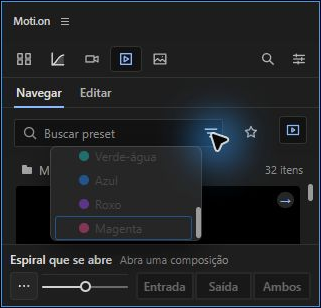 Moti.on
Navegar Editar
Buscar preset
Verde-água
M 32 itens
Azul
Roxo
Magenta
Espiral que se abre Abra uma composição
Entrada Saída Ambos